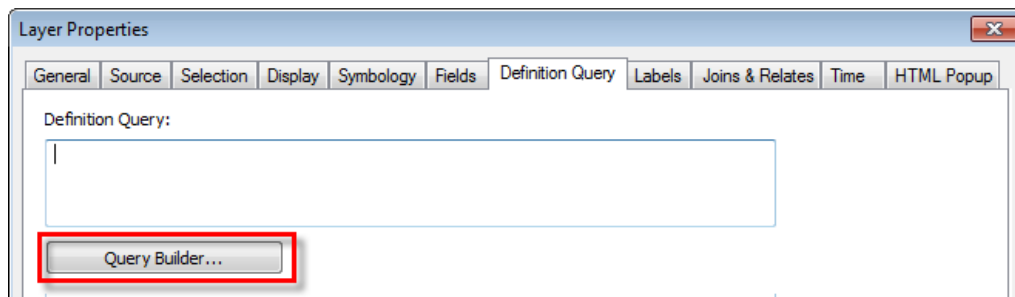 Layer Properties
General Source Selection Display Symbology Fields Definition Query Labels Joins & Relates Time HTML Popup
Definition Query:
Query Builder...